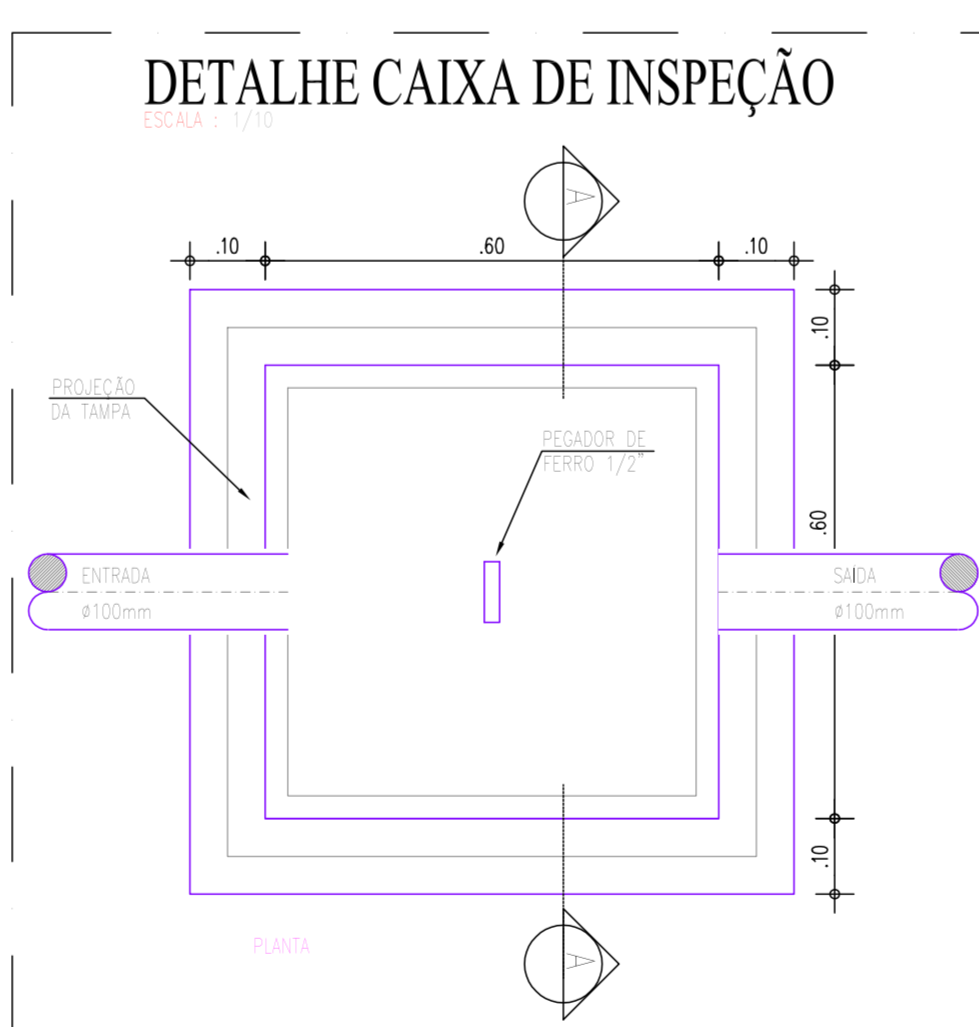 DETALHE CAIXA DE INSPEÇÃO
ESCALA : 1/10
A
.10
.60
.10
.10
PROJEÇÃO
DA TAMPA
PEGADOR DE
FERRO 1/2"
.60
ENTRADA
ø100mm
SAÍDA
ø100mm
.10
PLANTA
A